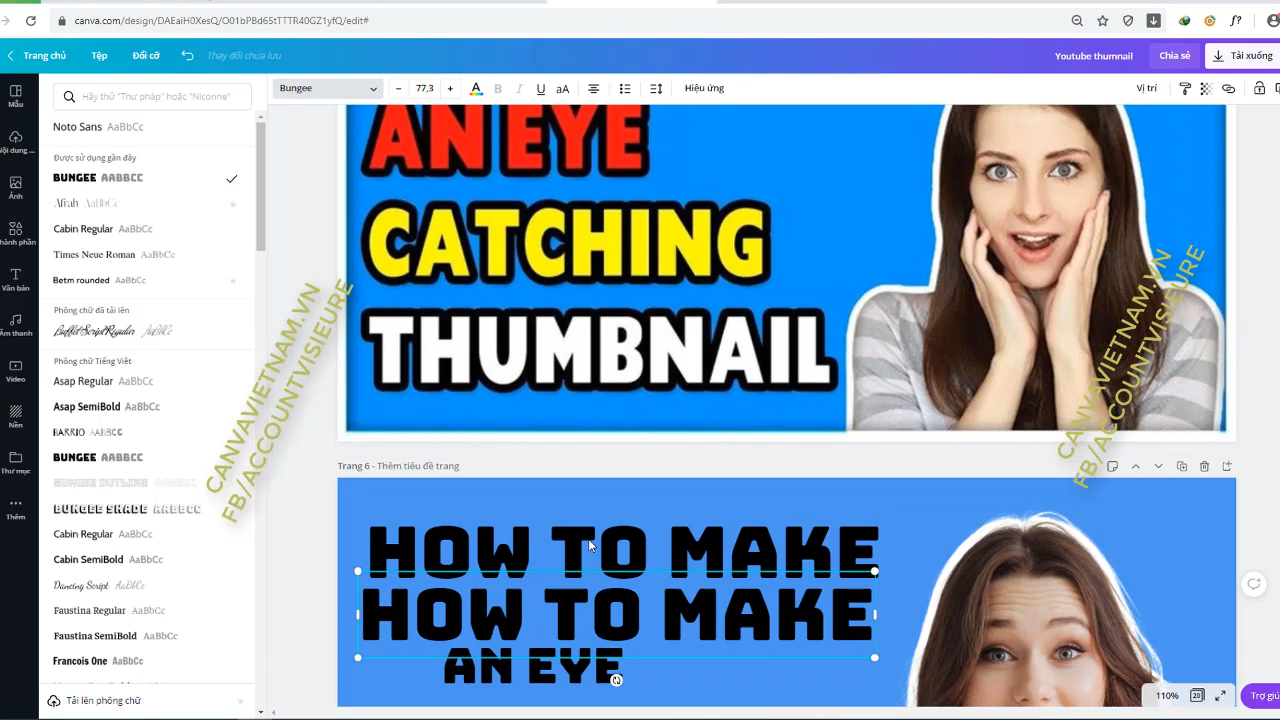 canva.com/design/DAEaiH0XesQ/O01bPBd65tTTTR40GZ1yfQ/edit#
Trang chủ
Tệp
Đổi cỡ
Thay đổi chưa lưu
Youtube thumnail
Chia sẻ
Tải xuống
Hãy thử "Thư pháp" hoặc "Niconne"
Bungee
77,3
A
B
I
U
aA
Hiệu ứng
Vị trí
Mẫu
Nội dung ...
Ảnh
Văn bản
Video
Nền
Thư mục
Thêm
Noto Sans AaBbCc
Được sử dụng gần đây
BUNGEE AABBCC
Afrah AaBbCc
Cabin Regular AaBbCc
Times Neue Roman AaBbCc
Betm rounded AaBbCc
Phông chữ đã tải lên
Phông chữ Tiếng Việt
Asap Regular AaBbCc
Asap SemiBold AaBbCc
BARRIO AABBCC
BUNGEE AABBCC
BUNGEE OUTLINE AABBCC
BUNGEE SHADE AABBCC
Cabin Regular AaBbCc
Cabin SemiBold AaBbCc
Dancing Script AaBbCc
Faustina Regular AaBbCc
Faustina SemiBold AaBbCc
Francois One AaBbCc
Tải lên phông chữ
AN EYE
CATCHING
THUMBNAIL
CANVAVIETNAM.VN
FB/ACCOUNTVISIEURE
CANVAVIETNAM.VN
FB/ACCOUNTVISIEURE
Trang 6 - Thêm tiêu đề trang
HOW TO MAKE
HOW TO MAKE
AN EYE
110%
20
Trợ giú